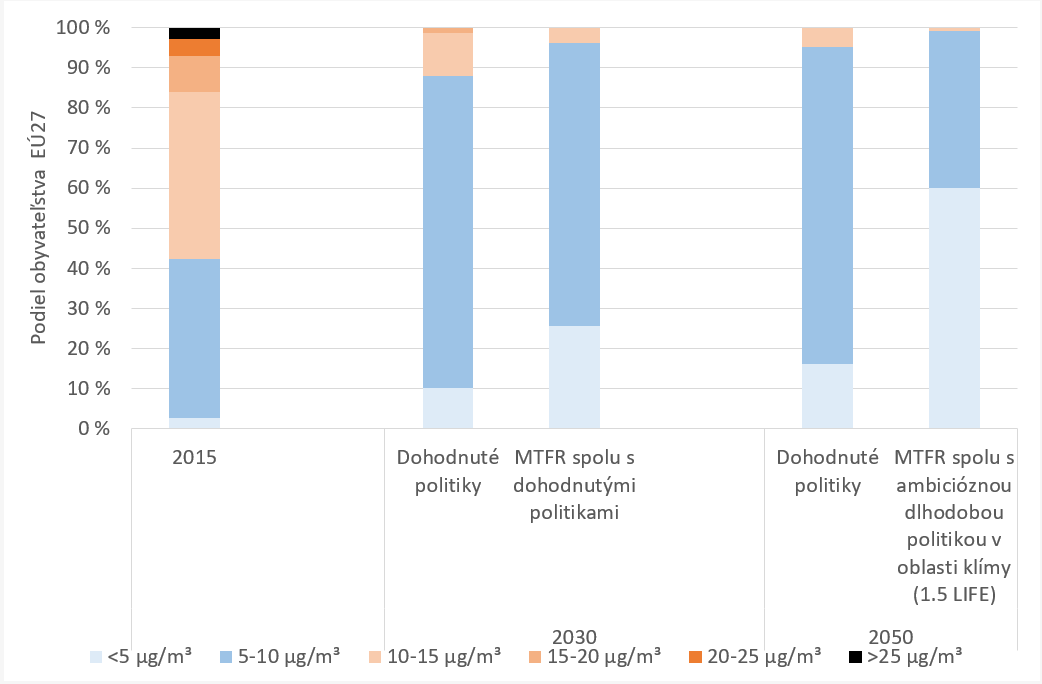 Podiel obyvateľstva EÚ27
100 %
90 %
80 %
70 %
60 %
50 %
40 %
30 %
20 %
10 %
0 %
2015
Dohodnuté
politiky
MTFR spolu s
dohodnutými
politikami
Dohodnuté
politiky
MTFR spolu s
ambicióznou
dlhodobou
politikou v
oblasti klímy
(1.5 LIFE)
2030
2050
<5 µg/m³
5-10 µg/m³
10-15 µg/m³
15-20 µg/m³
20-25 µg/m³
>25 µg/m³